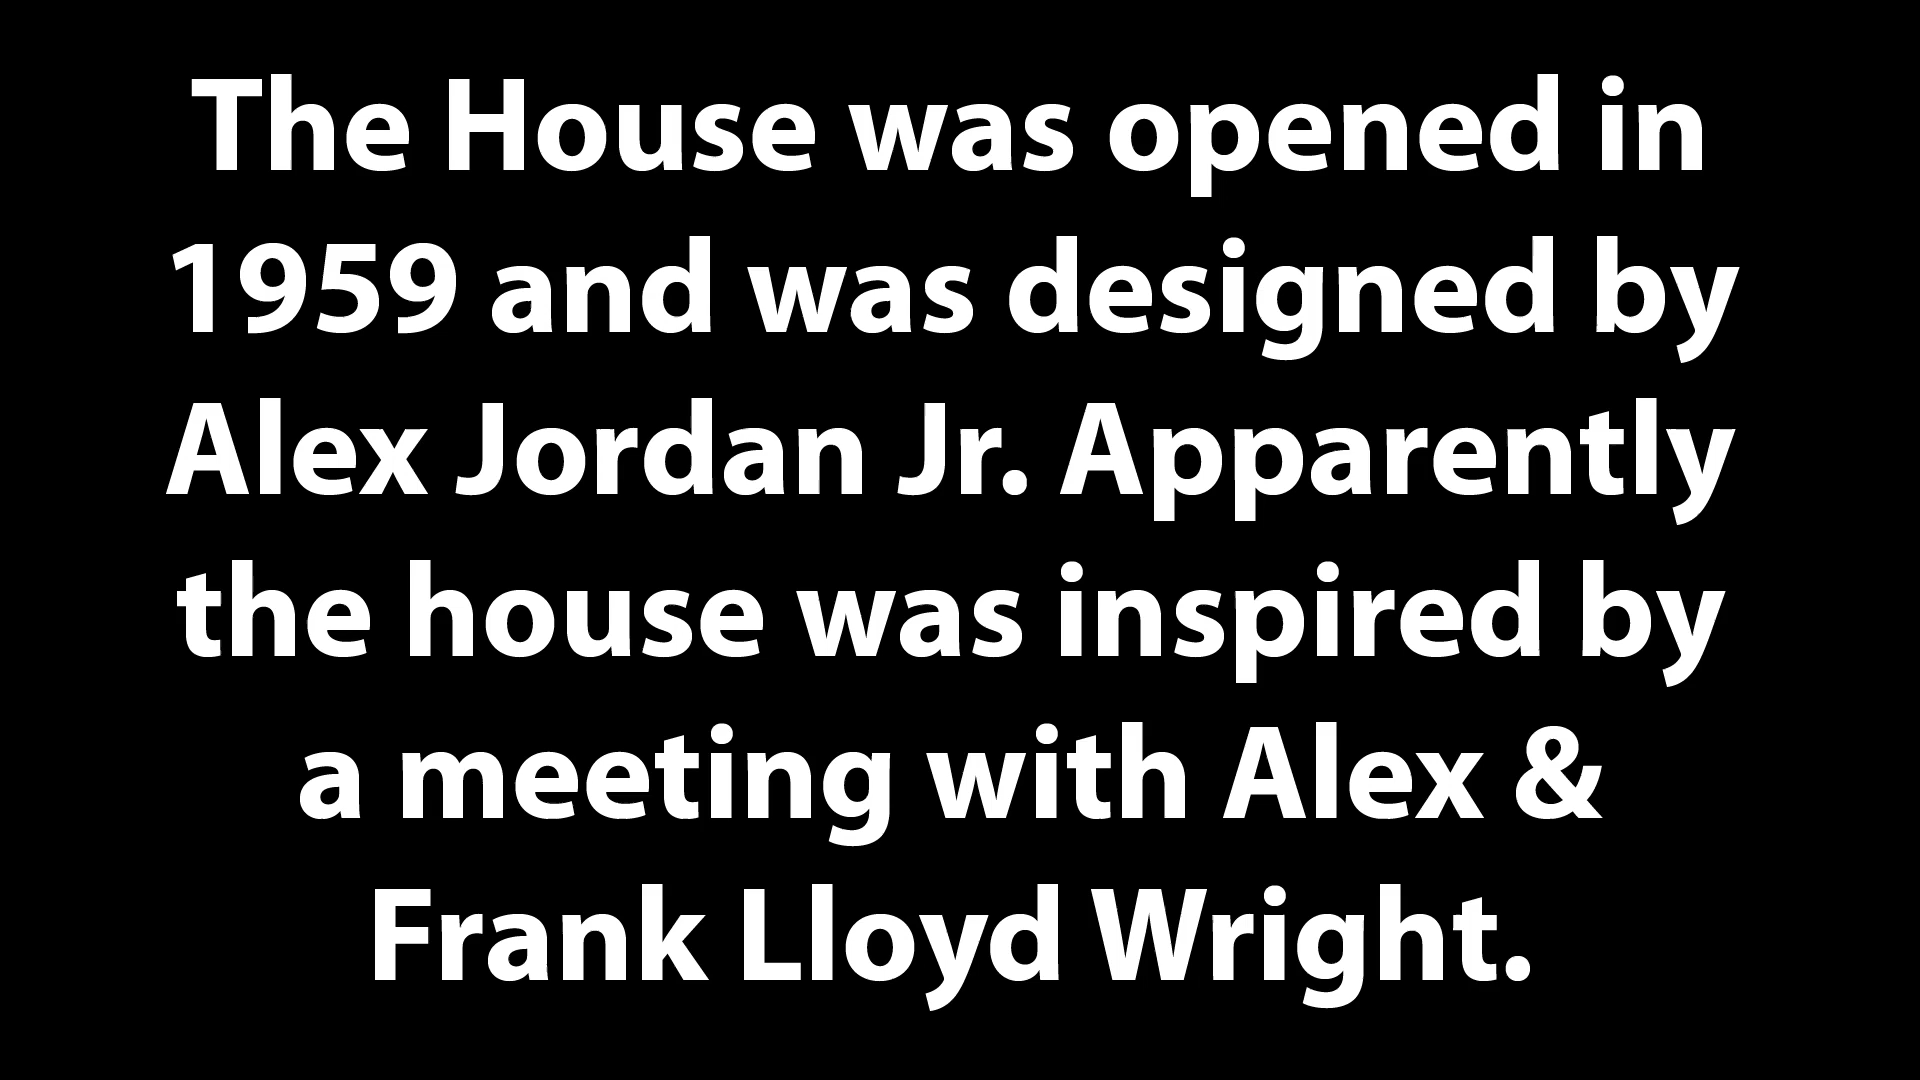 The House was opened in
1959 and was designed by
Alex Jordan Jr. Apparently
the house was inspired by
a meeting with Alex &
Frank Lloyd Wright.